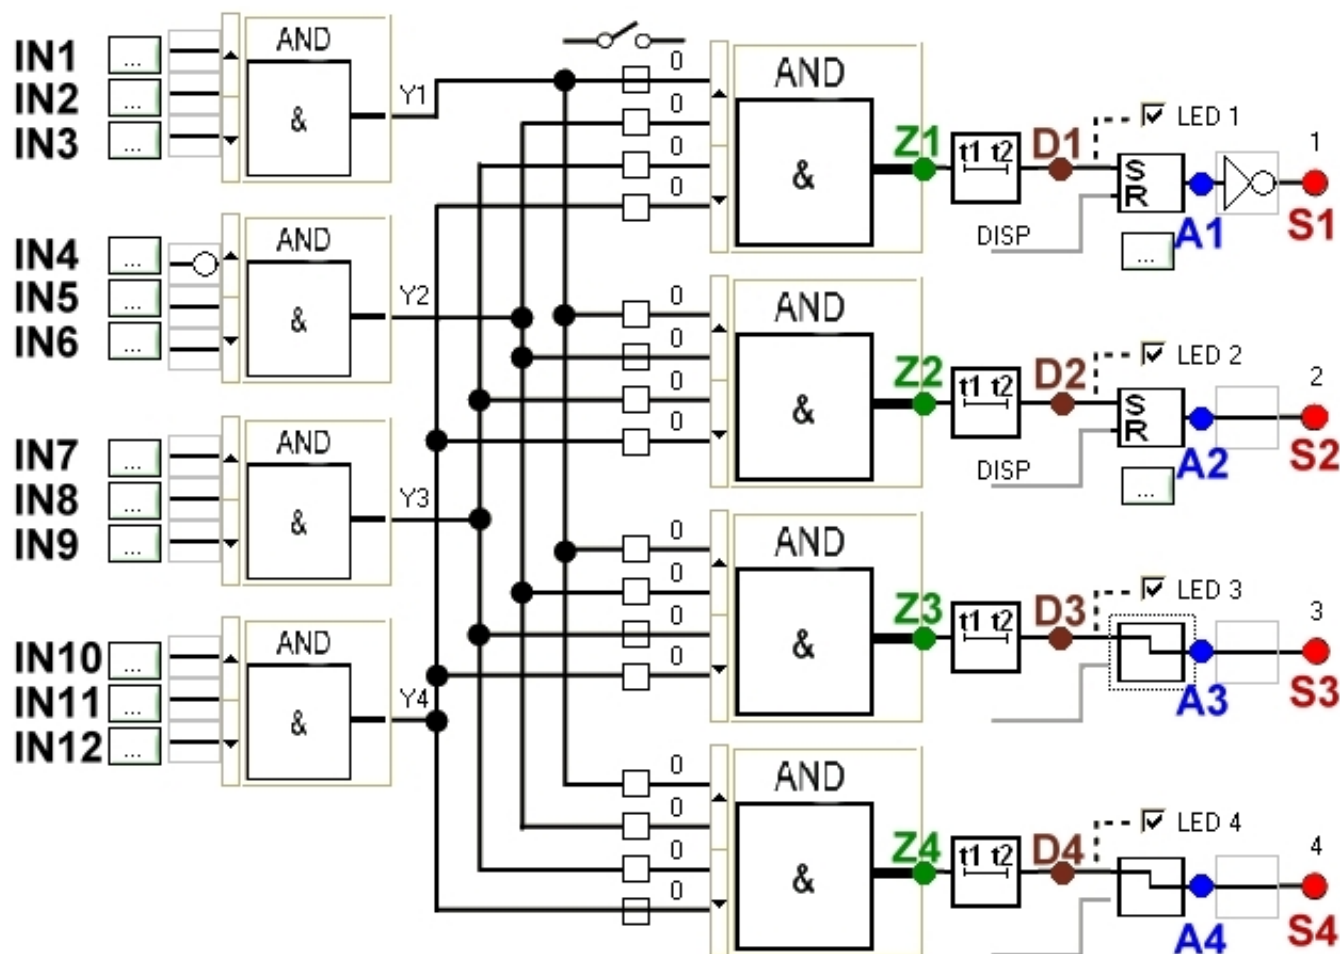 IN1 ...
IN2 ...
IN3 ...
AND
&
Y1
IN4 ...
IN5 ...
IN6 ...
AND
&
Y2
IN7 ...
IN8 ...
IN9 ...
AND
&
Y3
IN10 ...
IN11 ...
IN12 ...
AND
&
Y4
0
0
0
0
AND
&
Z1
t1 t2
D1
LED 1
S
R
DISP
...
A1
1
S1
0
0
0
0
AND
&
Z2
t1 t2
D2
LED 2
S
R
DISP
...
A2
2
S2
0
0
0
0
AND
&
Z3
t1 t2
D3
LED 3
A3
3
S3
0
0
0
0
AND
&
Z4
t1 t2
D4
LED 4
A4
4
S4